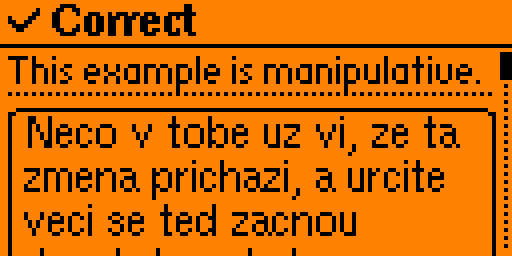 Correct
This example is manipulative.
Neco v tobe uz vi, ze ta
zmena prichazi, a urcite
veci se ted zacnou